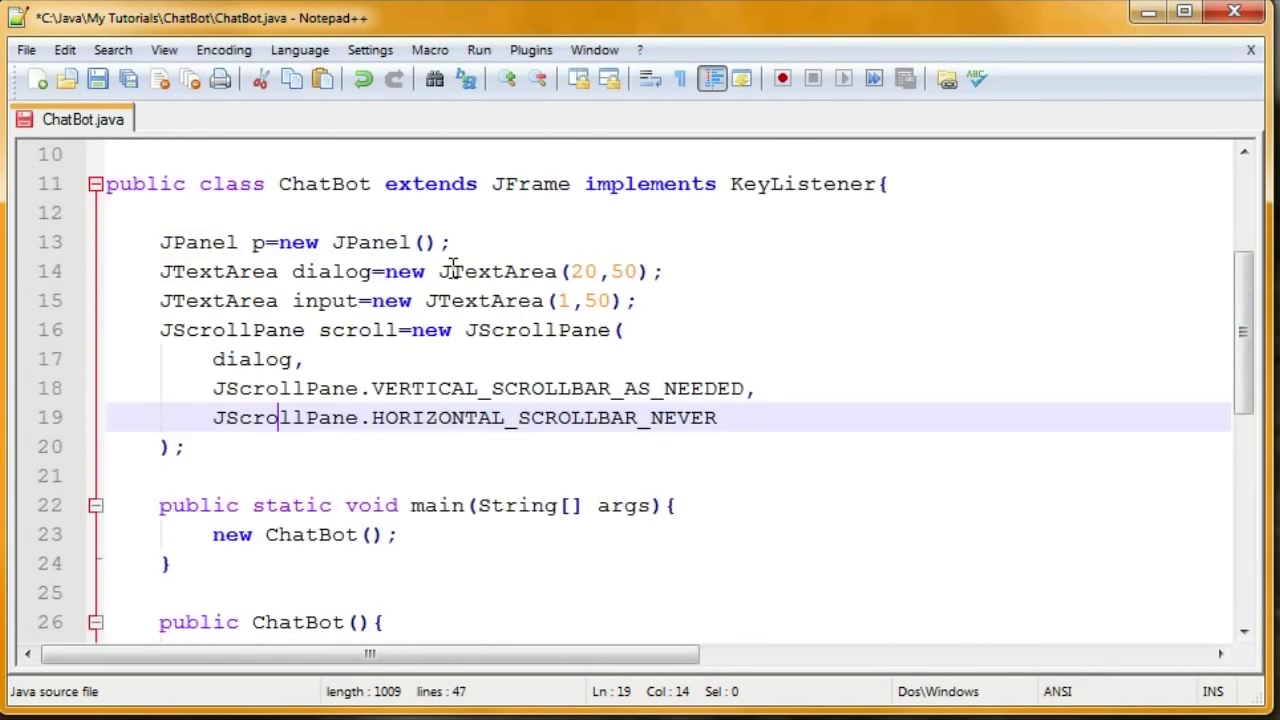 *C:\Java\My Tutorials\ChatBot\ChatBot.java - Notepad++
File Edit Search View Encoding Language Settings Macro Run Plugins Window ? X
ABC
ChatBot.java
10
11 public class ChatBot extends JFrame implements KeyListener{
12
13 JPanel p=new JPanel();
14 JTextArea dialog=new JTextArea(20,50);
15 JTextArea input=new JTextArea(1,50);
16 JScrollPane scroll=new JScrollPane(
17 dialog,
18 JScrollPane.VERTICAL_SCROLLBAR_AS_NEEDED,
19 JScrollPane.HORIZONTAL_SCROLLBAR_NEVER
20 );
21
22 public static void main(String[] args){
23 new ChatBot();
24 }
25
26 public ChatBot(){
Java source file length : 1009 lines : 47 Ln : 19 Col : 14 Sel : 0 Dos\Windows ANSI INS